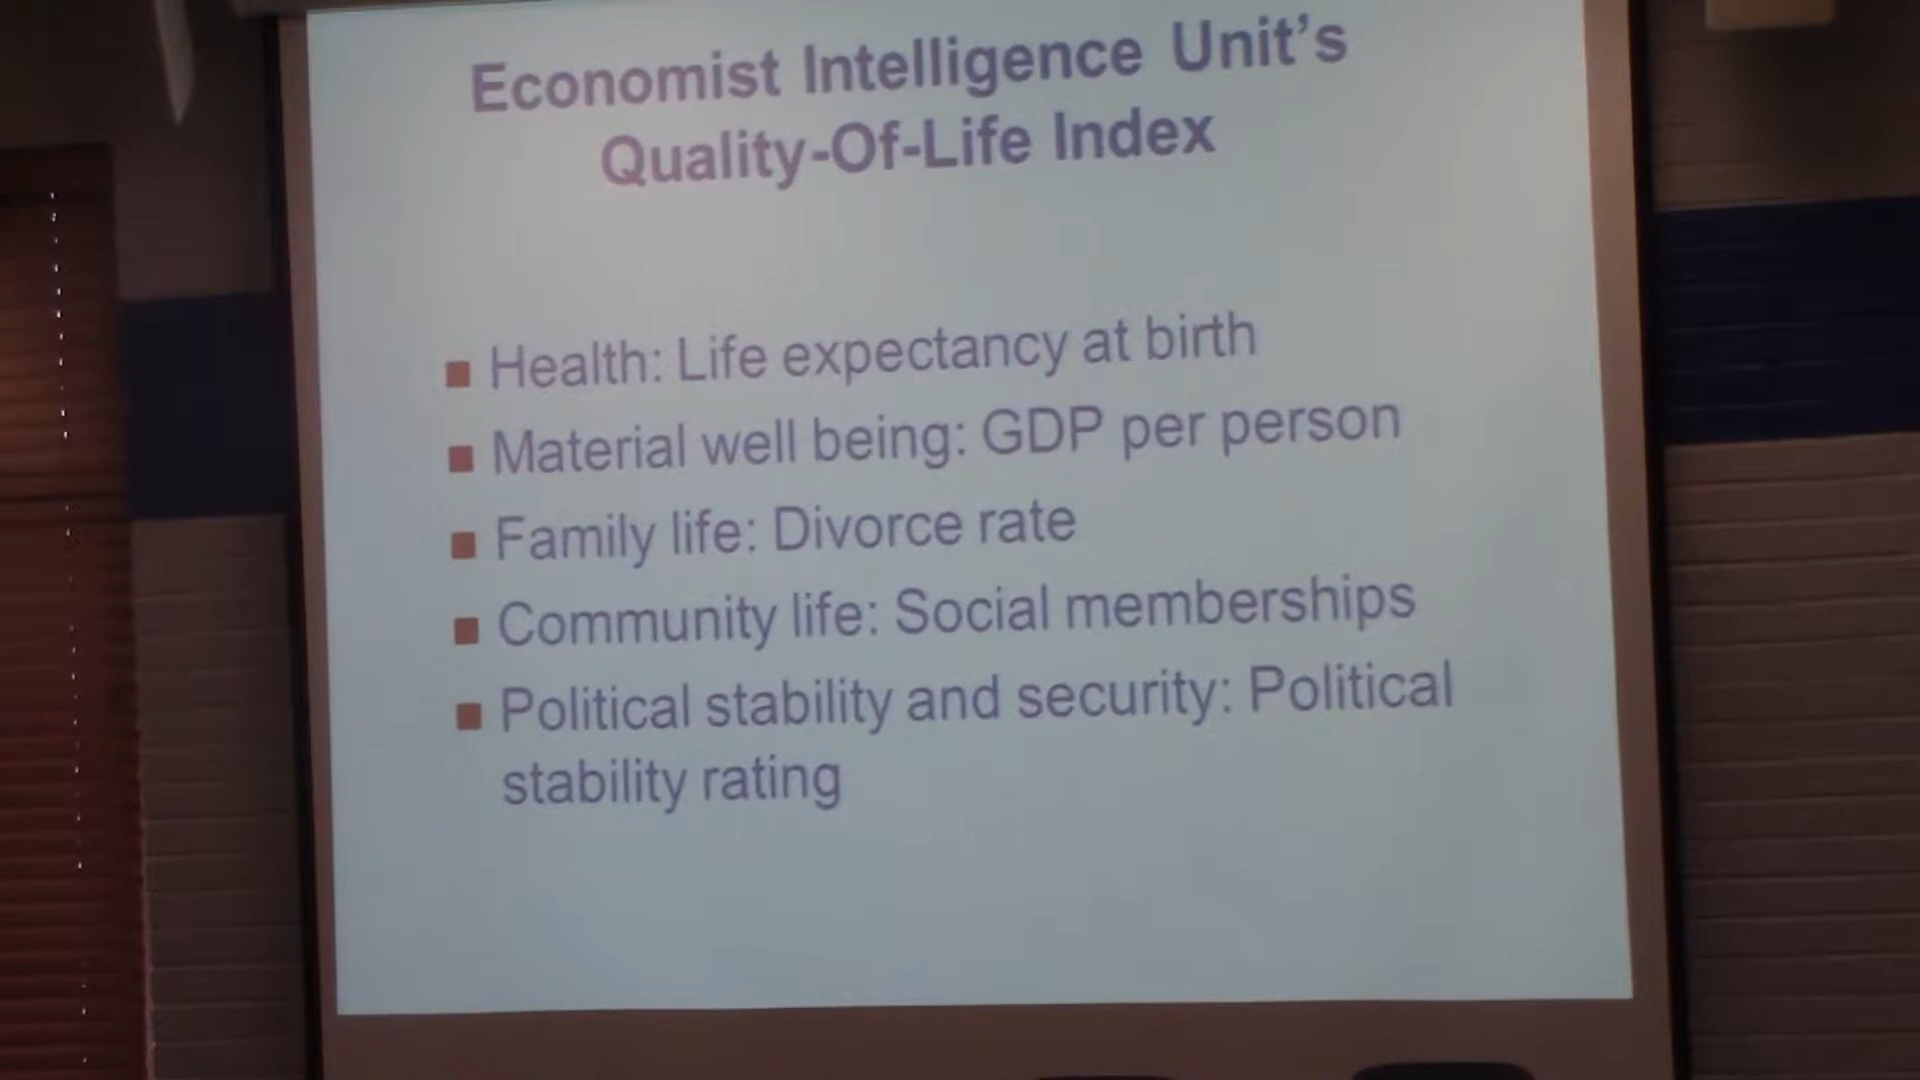 Economist Intelligence Unit's
Quality-Of-Life Index
■ Health: Life expectancy at birth
■ Material well being: GDP per person
■ Family life: Divorce rate
■ Community life: Social memberships
■ Political stability and security: Political
stability rating